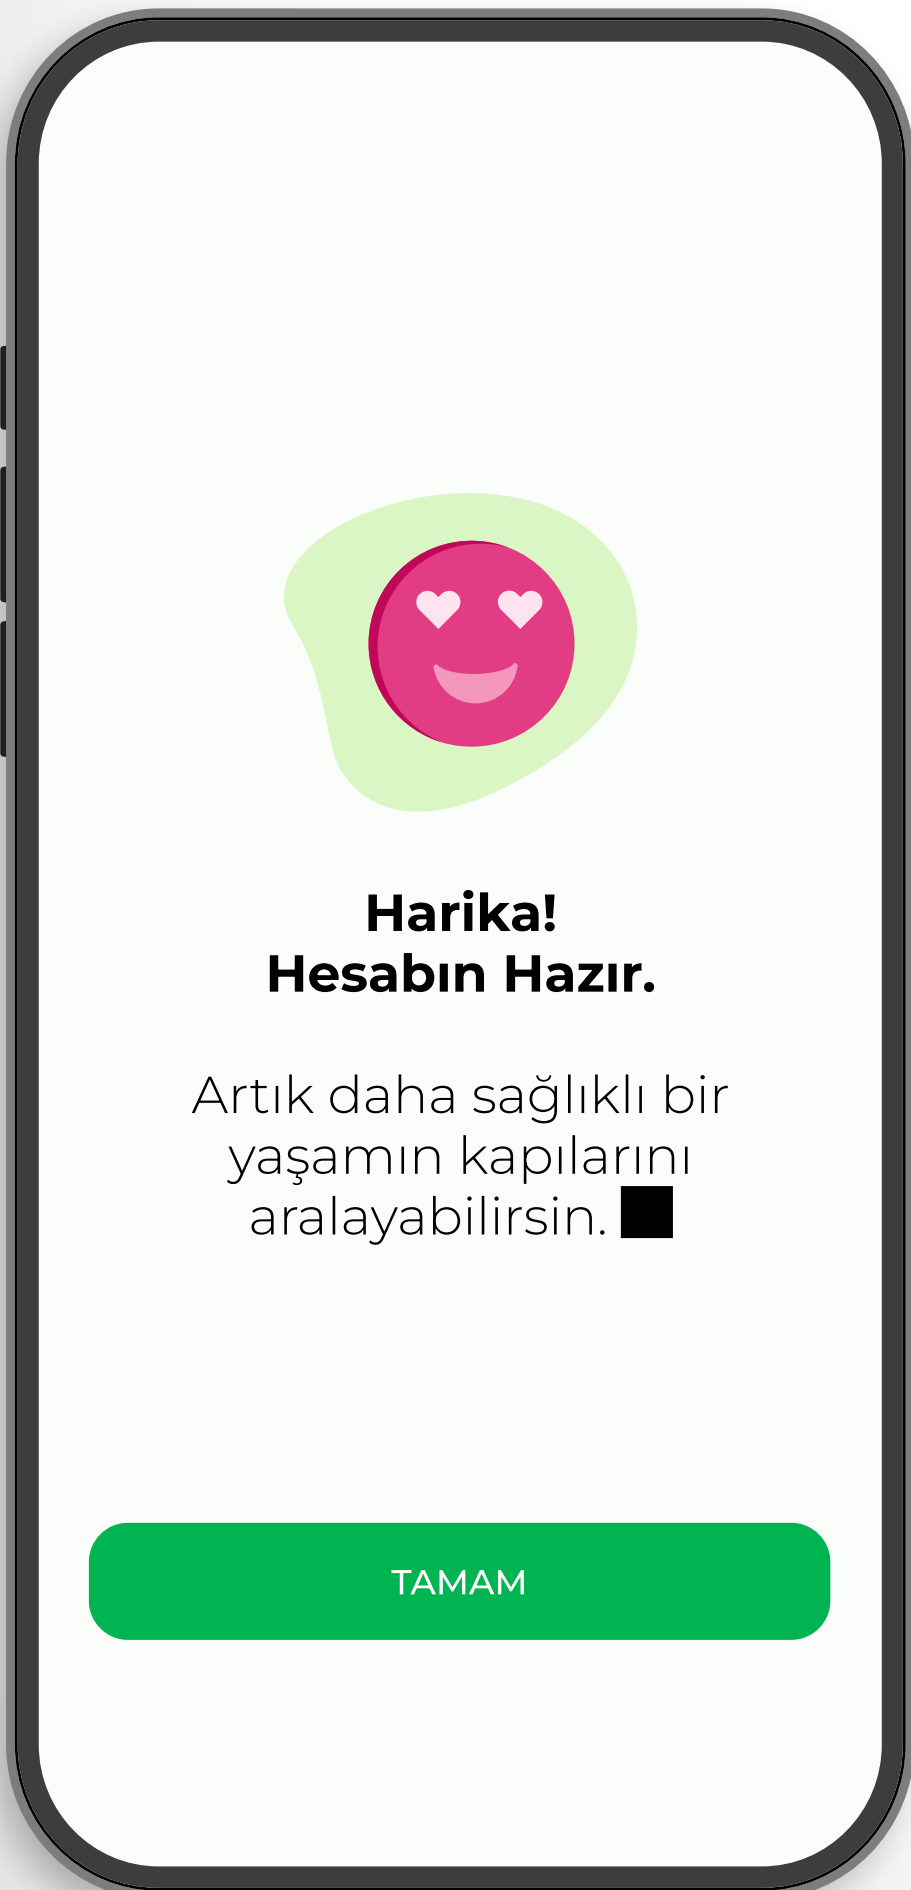 Harika!
Hesabın Hazır.
Artık daha sağlıklı bir
yaşamın kapılarını
aralayabilirsin.
TAMAM